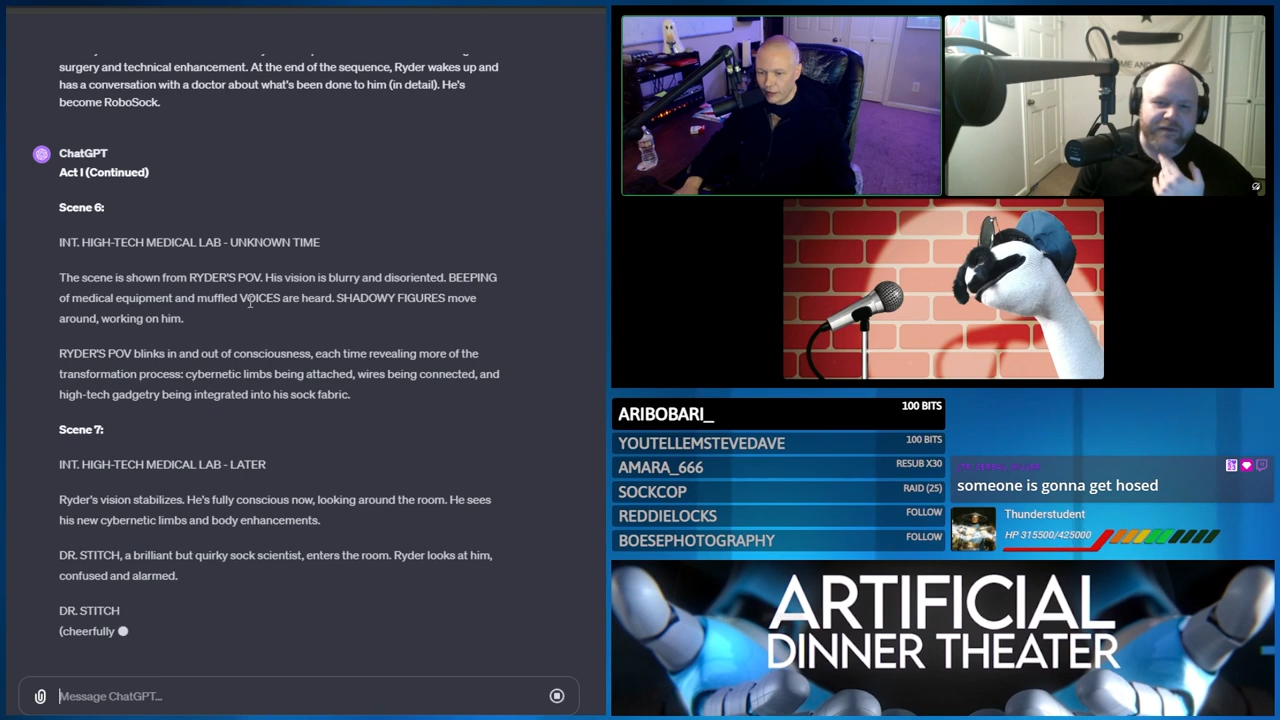 surgery and technical enhancement. At the end of the sequence, Ryder wakes up and
has a conversation with a doctor about what's been done to him (in detail). He's
become RoboSock.
ChatGPT
Act I (Continued)
Scene 6:
INT. HIGH-TECH MEDICAL LAB - UNKNOWN TIME
The scene is shown from RYDER'S POV. His vision is blurry and disoriented. BEEPING
of medical equipment and muffled VOICES are heard. SHADOWY FIGURES move
around, working on him.
RYDER'S POV blinks in and out of consciousness, each time revealing more of the
transformation process: cybernetic limbs being attached, wires being connected, and
high-tech gadgetry being integrated into his sock fabric.
Scene 7:
INT. HIGH-TECH MEDICAL LAB - LATER
Ryder's vision stabilizes. He's fully conscious now, looking around the room. He sees
his new cybernetic limbs and body enhancements.
DR. STITCH, a brilliant but quirky sock scientist, enters the room. Ryder looks at him,
confused and alarmed.
DR. STITCH
(cheerfully
Message ChatGPT...
ARIBOBARI_ 100 BITS
YOUTELLEMSTEVEDAVE 100 BITS
AMARA_666 RESUB X30
SOCKCOP RAID (25)
REDDIELOCKS FOLLOW
BOESEPHOTOGRAPHY FOLLOW
someone is gonna get hosed
Thunderstudent
HP 315500/425000
ARTIFICIAL
DINNER THEATER